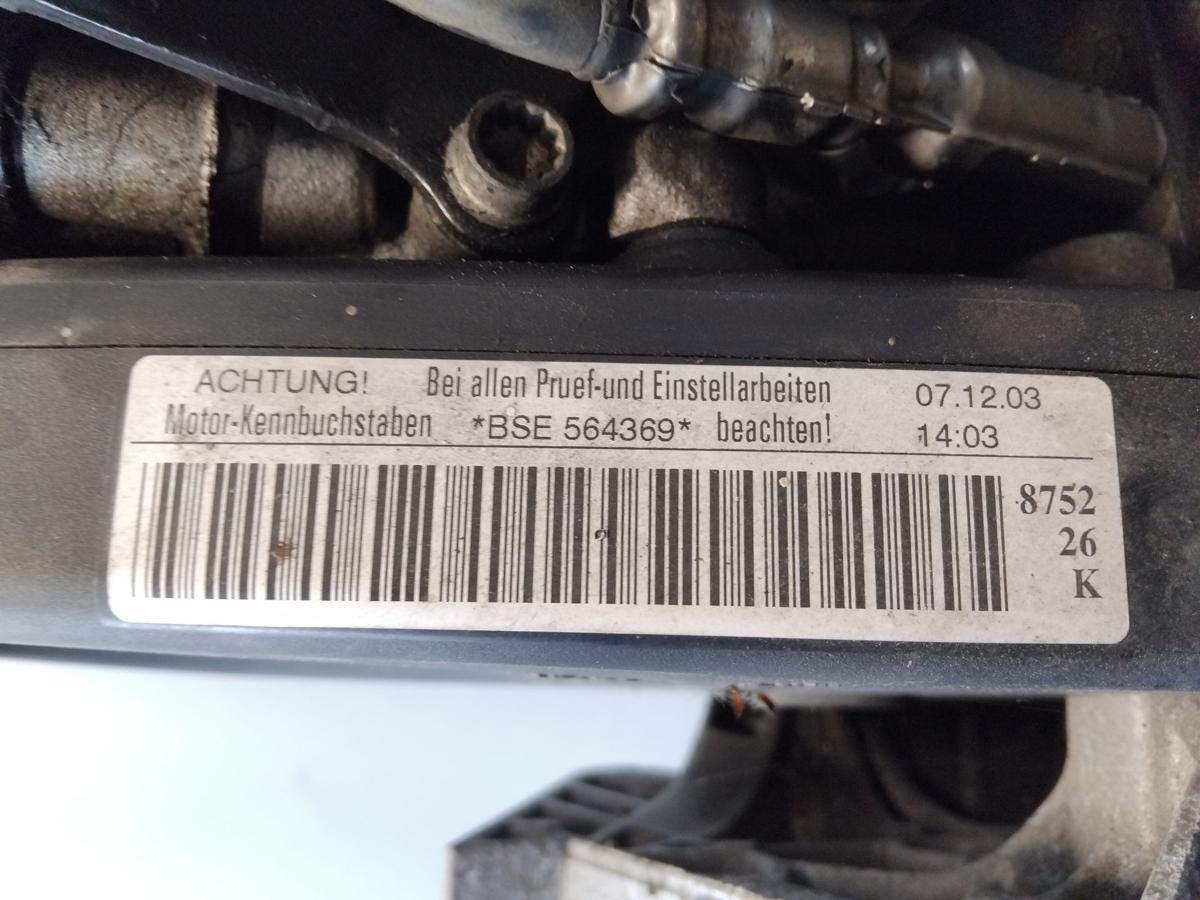 ACHTUNG! Bei allen Pruef-und Einstellarbeiten 07.12.03
Motor-Kennbuchstaben *BSE 564369* beachten! 14:03
8752
26
K